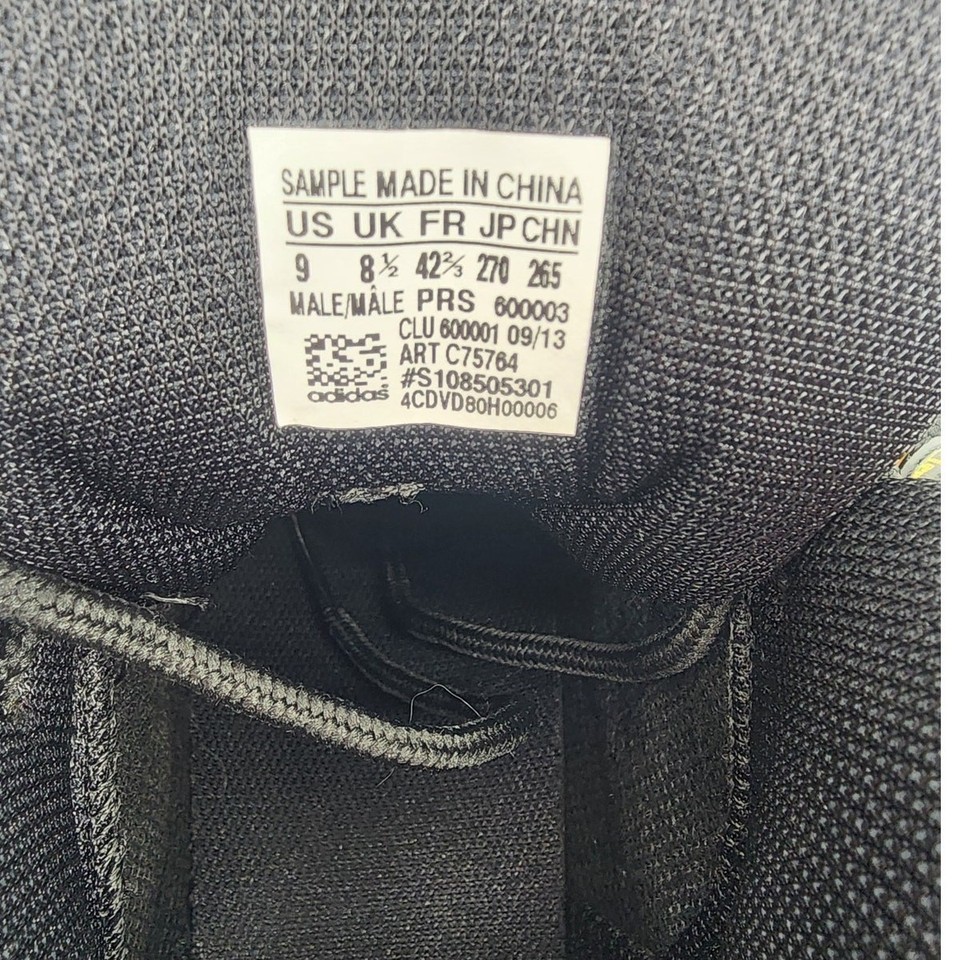 SAMPLE MADE IN CHINA
US UK FR JP CHN
9 8½ 42⅔ 270 265
MALE/MÂLE PRS 600003
CLU 600001 09/13
ART C75764
#S108505301
adidas 4CDVD80H00006